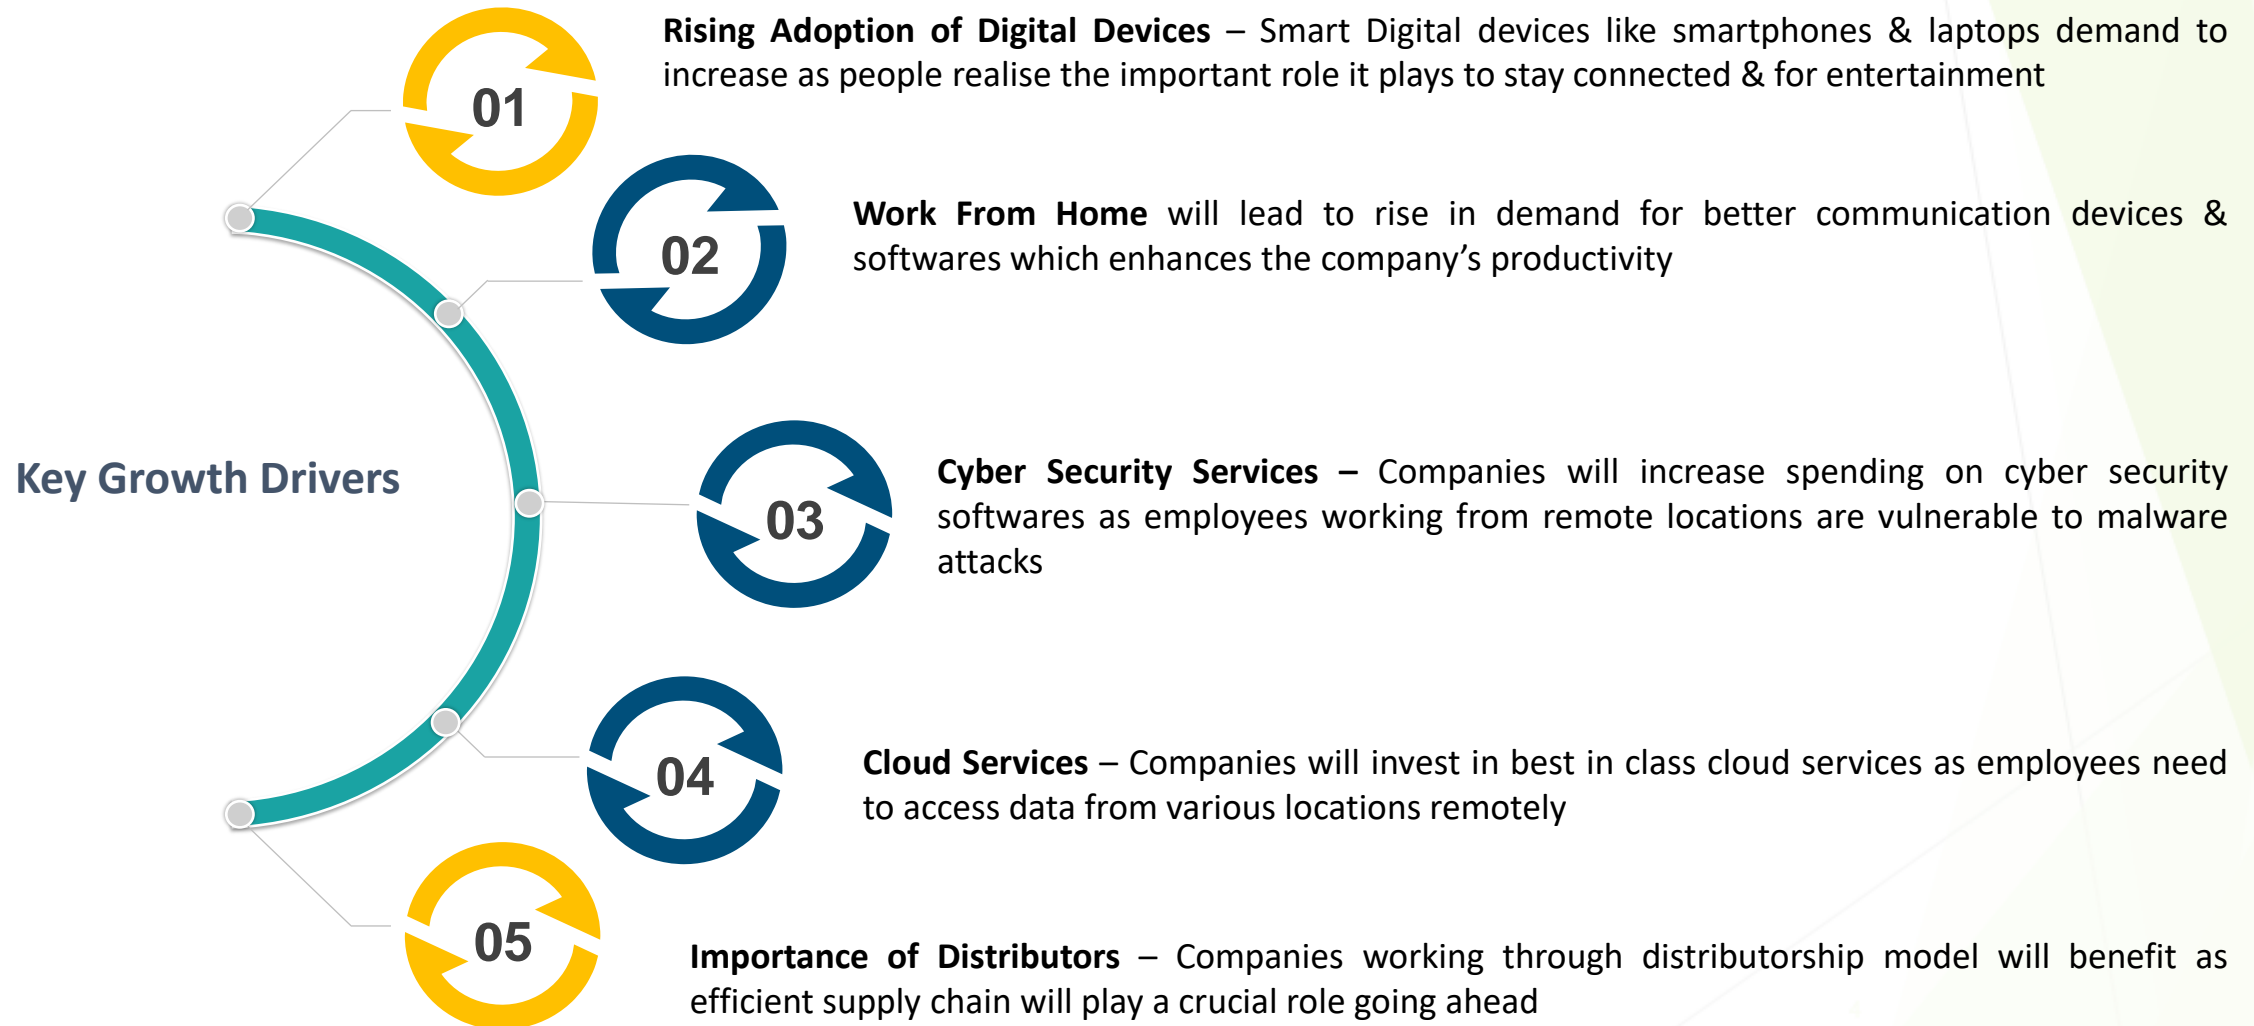 01
Rising Adoption of Digital Devices – Smart Digital devices like smartphones & laptops demand to
increase as people realise the important role it plays to stay connected & for entertainment
02
Work From Home will lead to rise in demand for better communication devices &
softwares which enhances the company’s productivity
Key Growth Drivers
03
Cyber Security Services – Companies will increase spending on cyber security
softwares as employees working from remote locations are vulnerable to malware
attacks
04
Cloud Services – Companies will invest in best in class cloud services as employees need
to access data from various locations remotely
05
Importance of Distributors – Companies working through distributorship model will benefit as
efficient supply chain will play a crucial role going ahead